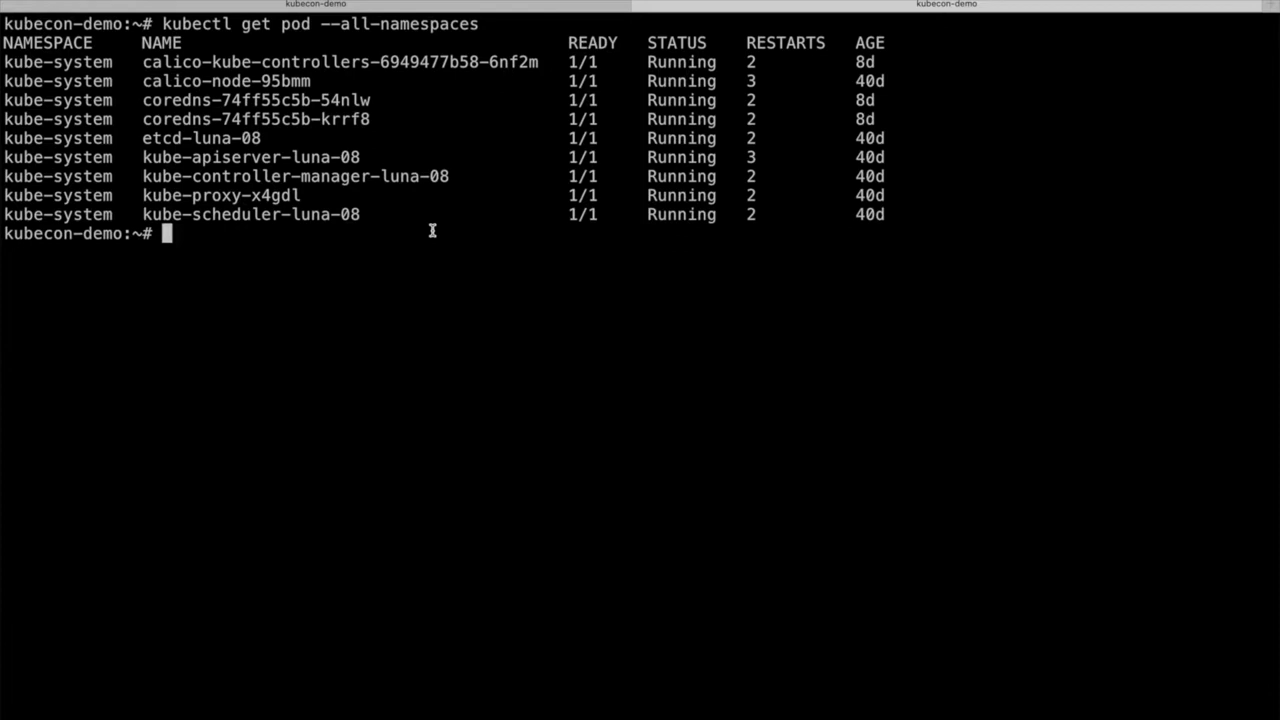 kubecon-demo kubecon-demo
kubecon-demo:~# kubectl get pod --all-namespaces
NAMESPACE NAME READY STATUS RESTARTS AGE
kube-system calico-kube-controllers-6949477b58-6nf2m 1/1 Running 2 8d
kube-system calico-node-95bmm 1/1 Running 3 40d
kube-system coredns-74ff55c5b-54nlw 1/1 Running 2 8d
kube-system coredns-74ff55c5b-krrf8 1/1 Running 2 8d
kube-system etcd-luna-08 1/1 Running 2 40d
kube-system kube-apiserver-luna-08 1/1 Running 3 40d
kube-system kube-controller-manager-luna-08 1/1 Running 2 40d
kube-system kube-proxy-x4gdl 1/1 Running 2 40d
kube-system kube-scheduler-luna-08 1/1 Running 2 40d
kubecon-demo:~#